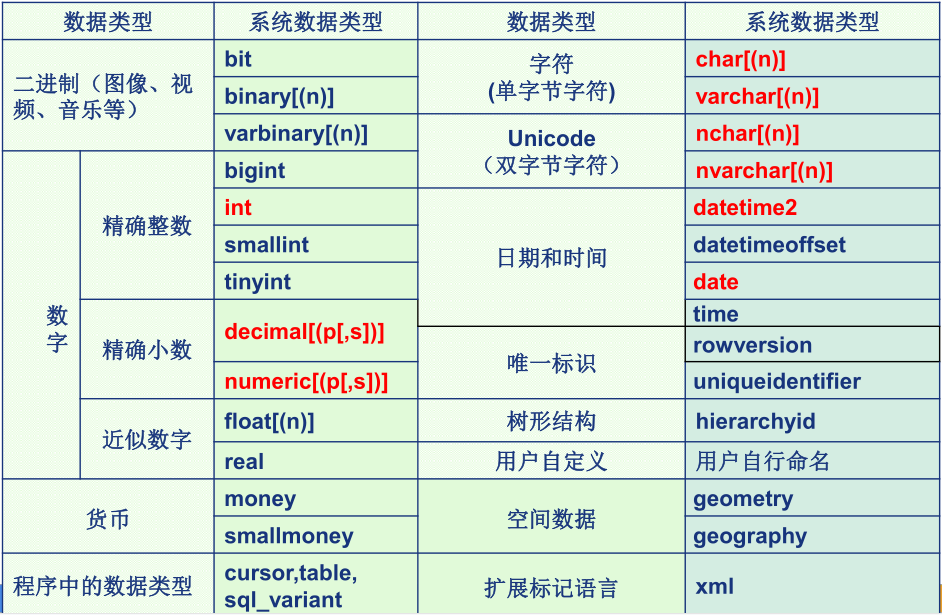 数据类型
系统数据类型
数据类型
系统数据类型
二进制（图像、视
频、音乐等）
bit
binary[(n)]
varbinary[(n)]
字符
(单字节字符)
char[(n)]
varchar[(n)]
Unicode
（双字节字符）
nchar[(n)]
nvarchar[(n)]
数
字
精确整数
bigint
int
smallint
tinyint
日期和时间
datetime2
datetimeoffset
date
time
精确小数
decimal[(p[,s])]
numeric[(p[,s])]
唯一标识
rowversion
uniqueidentifier
近似数字
float[(n)]
real
树形结构
hierarchyid
用户自定义
用户自行命名
货币
money
smallmoney
空间数据
geometry
geography
程序中的数据类型
cursor,table,
sql_variant
扩展标记语言
xml